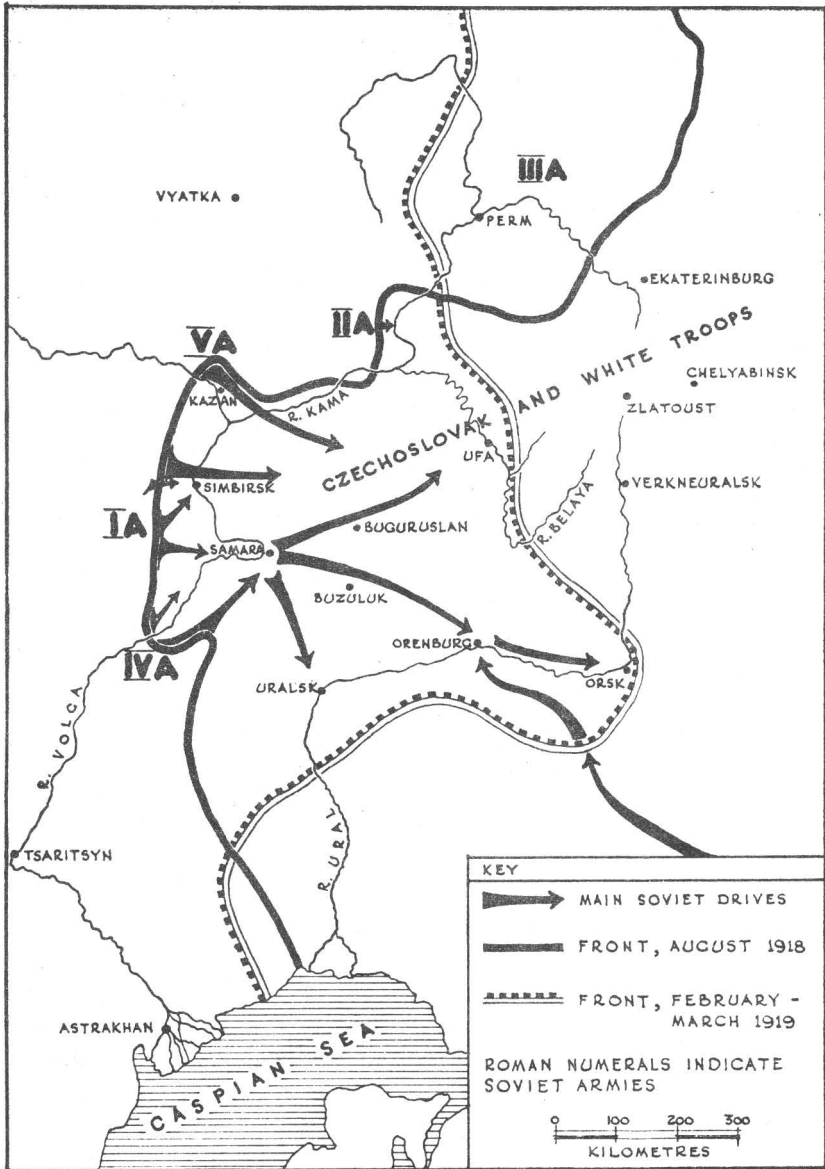 IIIA
VYATKA
PERM
EKATERINBURG
IIA
VA
CZECHOSLOVAK AND WHITE TROOPS
CHELYABINSK
KAZAN
R. KAMA
ZLATOUST
UFA
SIMBIRSK
VERKNEURALSK
IA
BUGURUSLAN
R. BELAYA
SAMARA
BUZULUK
ORENBURG
IVA
URALSK
ORSK
R. VOLGA
TSARITSYN
R. URAL
ASTRAKHAN
CASPIAN SEA
KEY
MAIN SOVIET DRIVES
FRONT, AUGUST 1918
FRONT, FEBRUARY -
MARCH 1919
ROMAN NUMERALS INDICATE
SOVIET ARMIES
0 100 200 300
KILOMETRES